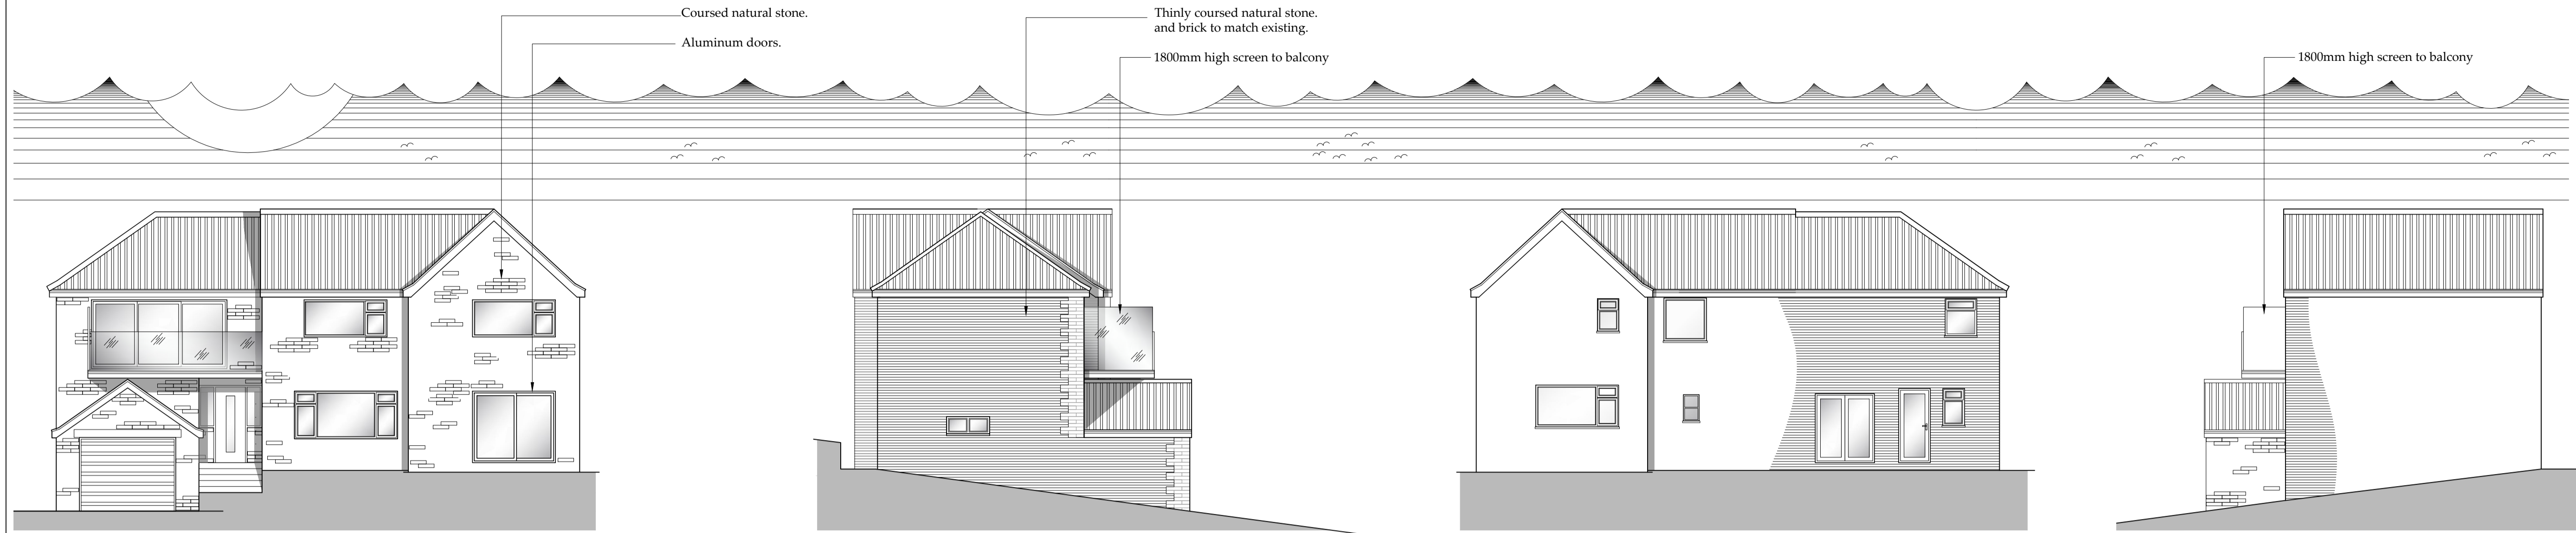 Coursed natural stone.
Aluminum doors.
Thinly coursed natural stone.
and brick to match existing.
1800mm high screen to balcony
1800mm high screen to balcony